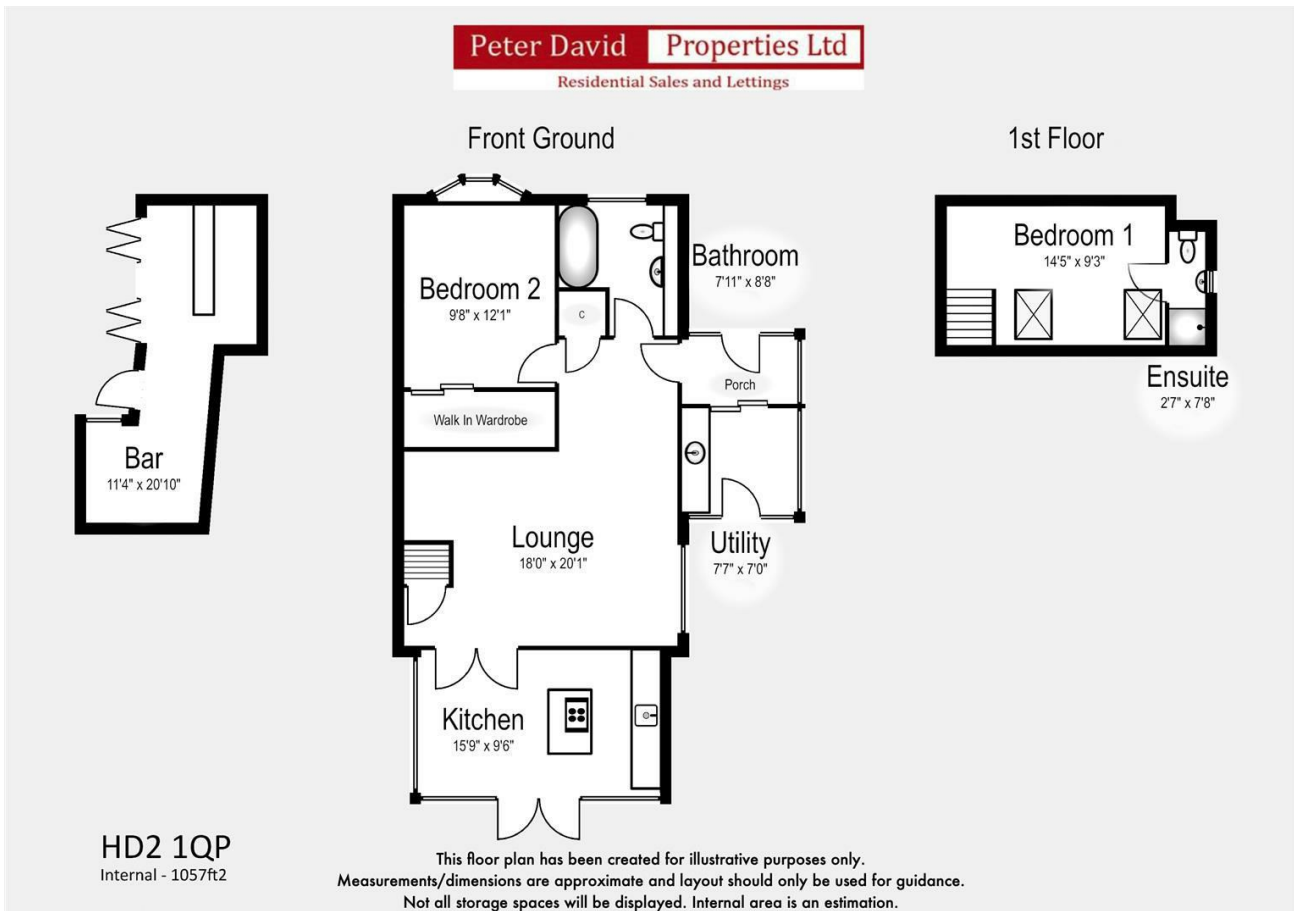 Peter David Properties Ltd
Residential Sales and Lettings
Front Ground
1st Floor
Bedroom 1
14'5" x 9'3"
Bathroom
7'11" x 8'8"
Bedroom 2
9'8" x 12'1"
C
Ensuite
2'7" x 7'8"
Porch
Walk In Wardrobe
Bar
11'4" x 20'10"
Lounge
18'0" x 20'1"
Utility
7'7" x 7'0"
Kitchen
15'9" x 9'6"
HD2 1QP
Internal - 1057ft2
This floor plan has been created for illustrative purposes only.
Measurements/dimensions are approximate and layout should only be used for guidance.
Not all storage spaces will be displayed. Internal area is an estimation.